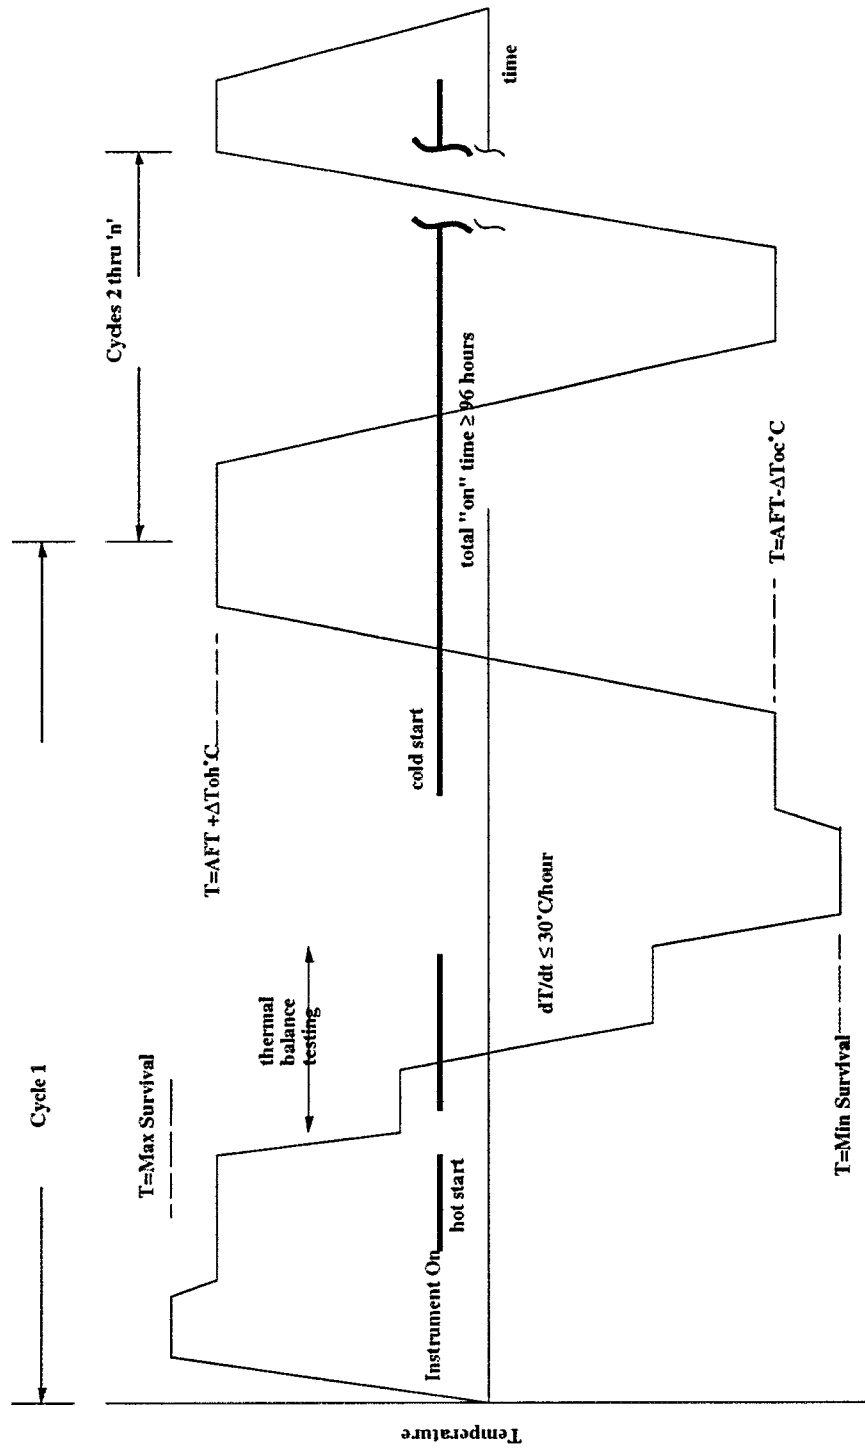 Cycle 1
Cycles 2 thru 'n'
T=Max Survival
T=AFT +ΔToh°C
thermal
balance
testing
Instrument On
hot start
cold start
total "on" time ≥ 96 hours
time
dT/dt ≤ 30°C/hour
T=Min Survival
T=AFT-ΔToc°C
Temperature